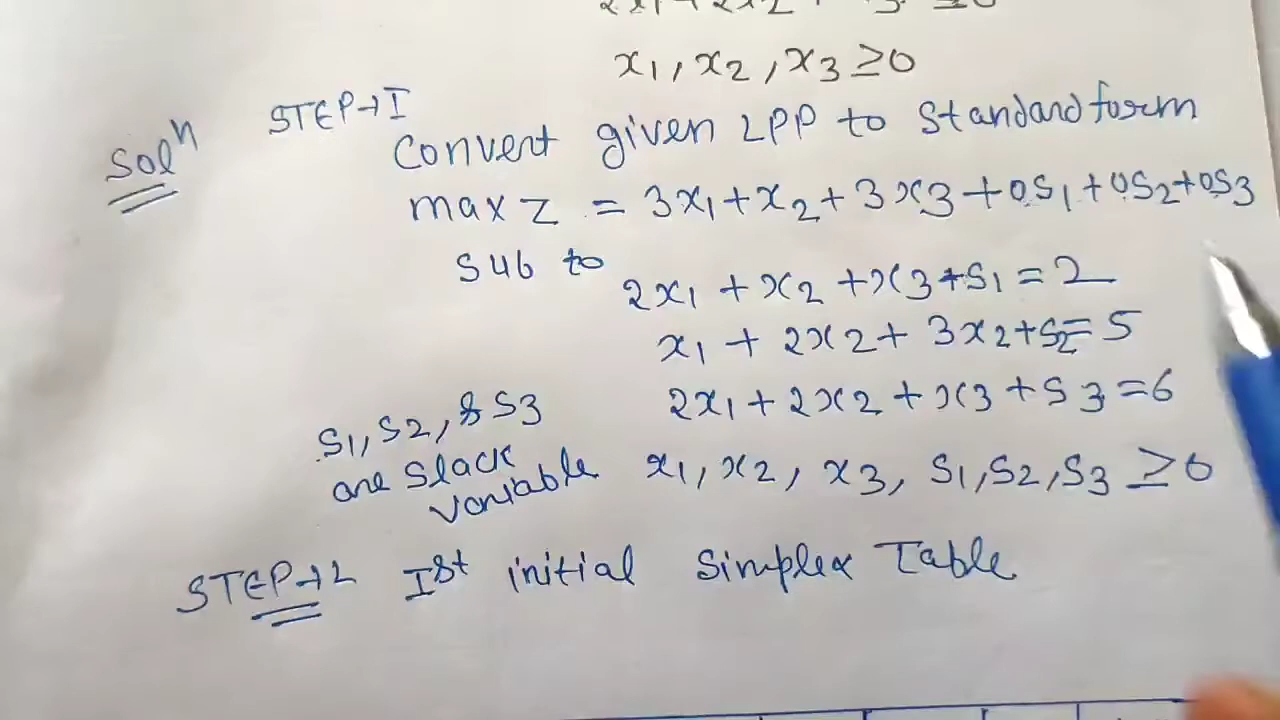 x1, x2, x3 ≥0
Solⁿ STEP→I
Convert given LPP to Standard form
max Z = 3x1+x2+3x3+0S1+0S2+0S3
Sub to
2x1 + x2 +x3+S1 = 2
x1 + 2x2+ 3x2+S2= 5
2x1+2x2+x3+S3=6
S1, S2, & S3
are Slack
variable
x1, x2, x3, S1,S2,S3 ≥0
STEP→2 Ist initial Simplex Table